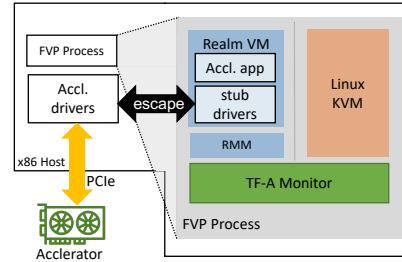 FVP Process
Accl.
drivers
x86 Host
PCIe
Acclerator
escape
Realm VM
Accl. app
stub
drivers
RMM
Linux
KVM
TF-A Monitor
FVP Process